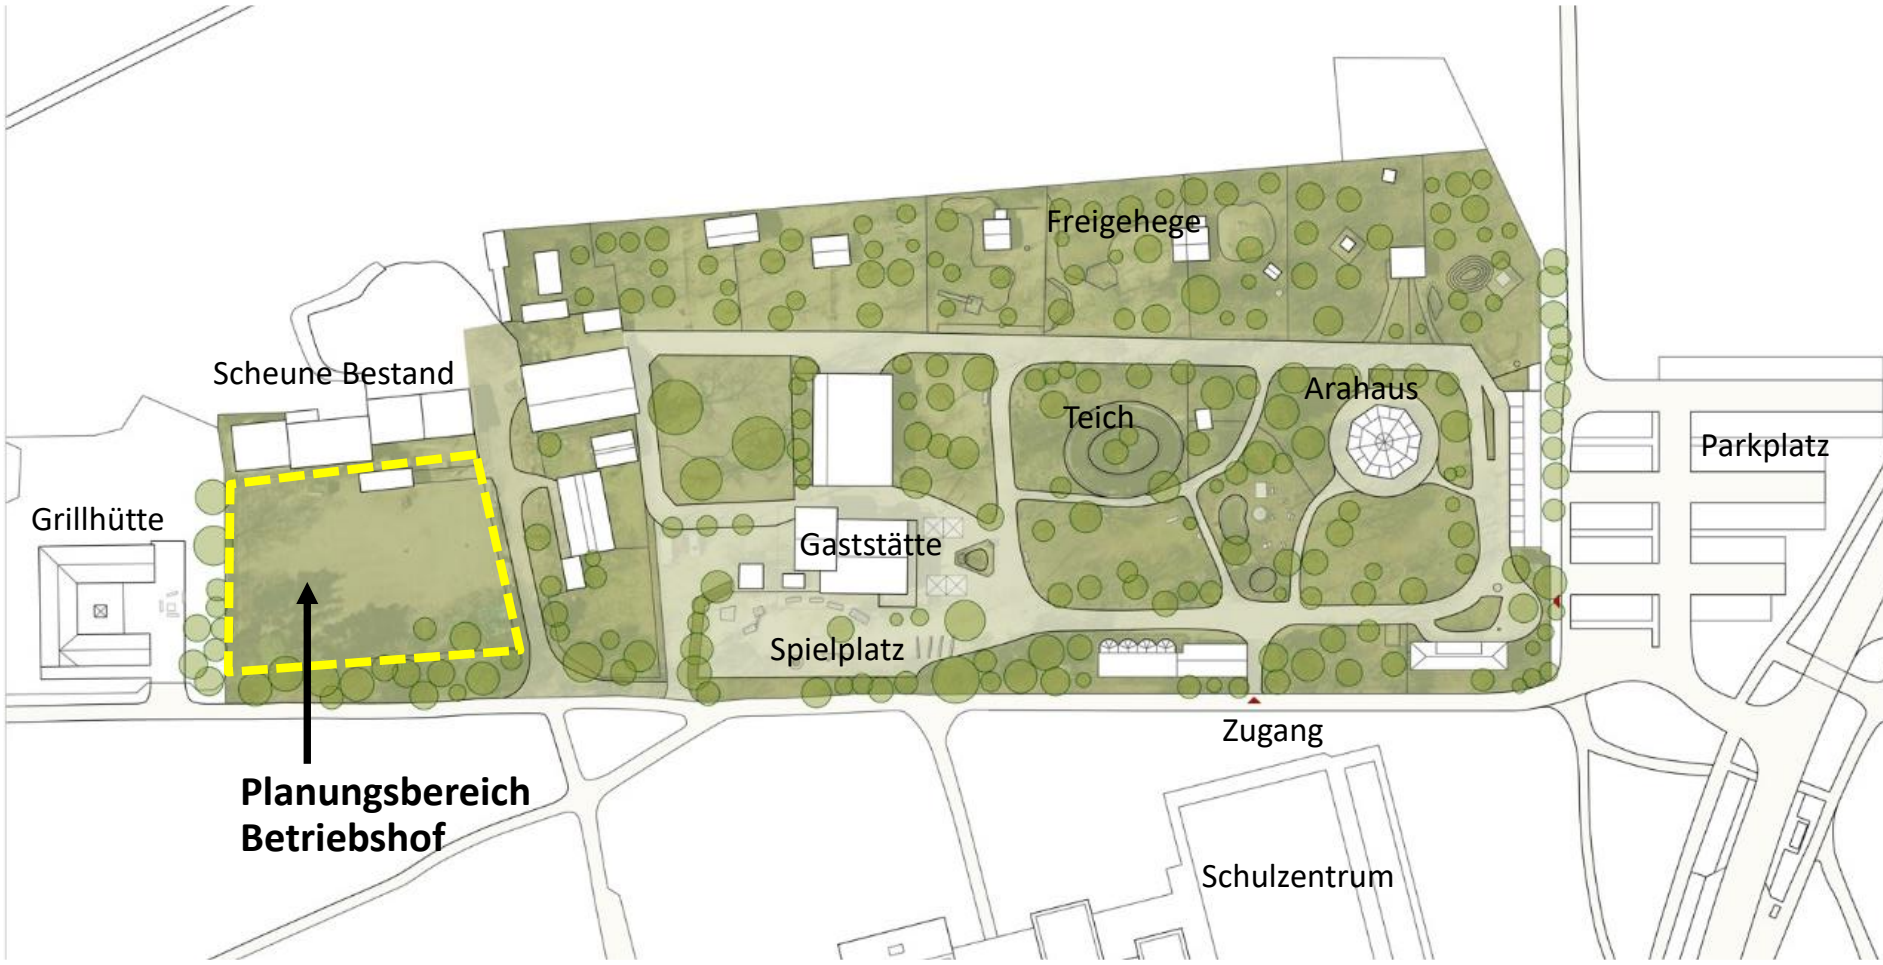 Freigehege
Scheune Bestand
Arahaus
Teich
Parkplatz
Grillhütte
Gaststätte
Spielplatz
Zugang
Planungsbereich
Betriebshof
Schulzentrum